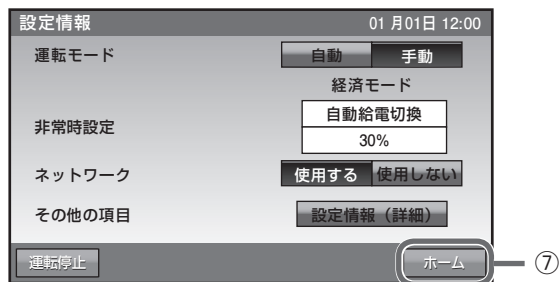 設定情報 01月01日 12:00
運転モード 自動 手動
経済モード
非常時設定 自動給電切換
30%
ネットワーク 使用する 使用しない
その他の項目 設定情報（詳細）
運転停止 ホーム ⑦